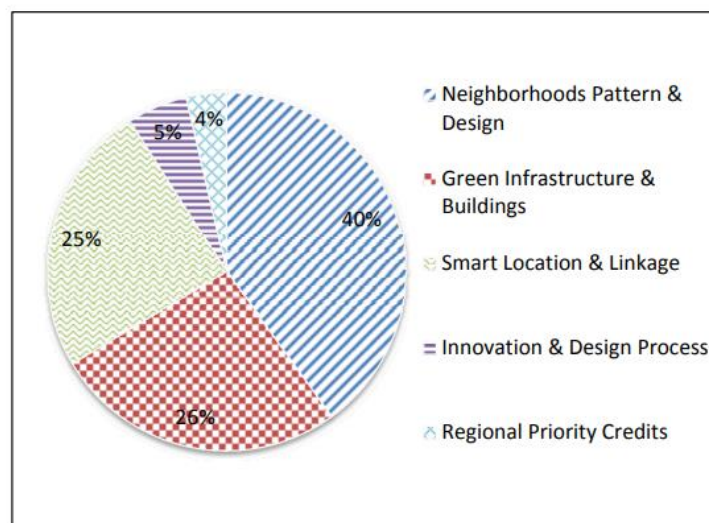 4%
5%
40%
25%
26%
Neighborhoods Pattern &
Design
Green Infrastructure &
Buildings
Smart Location & Linkage
Innovation & Design Process
Regional Priority Credits